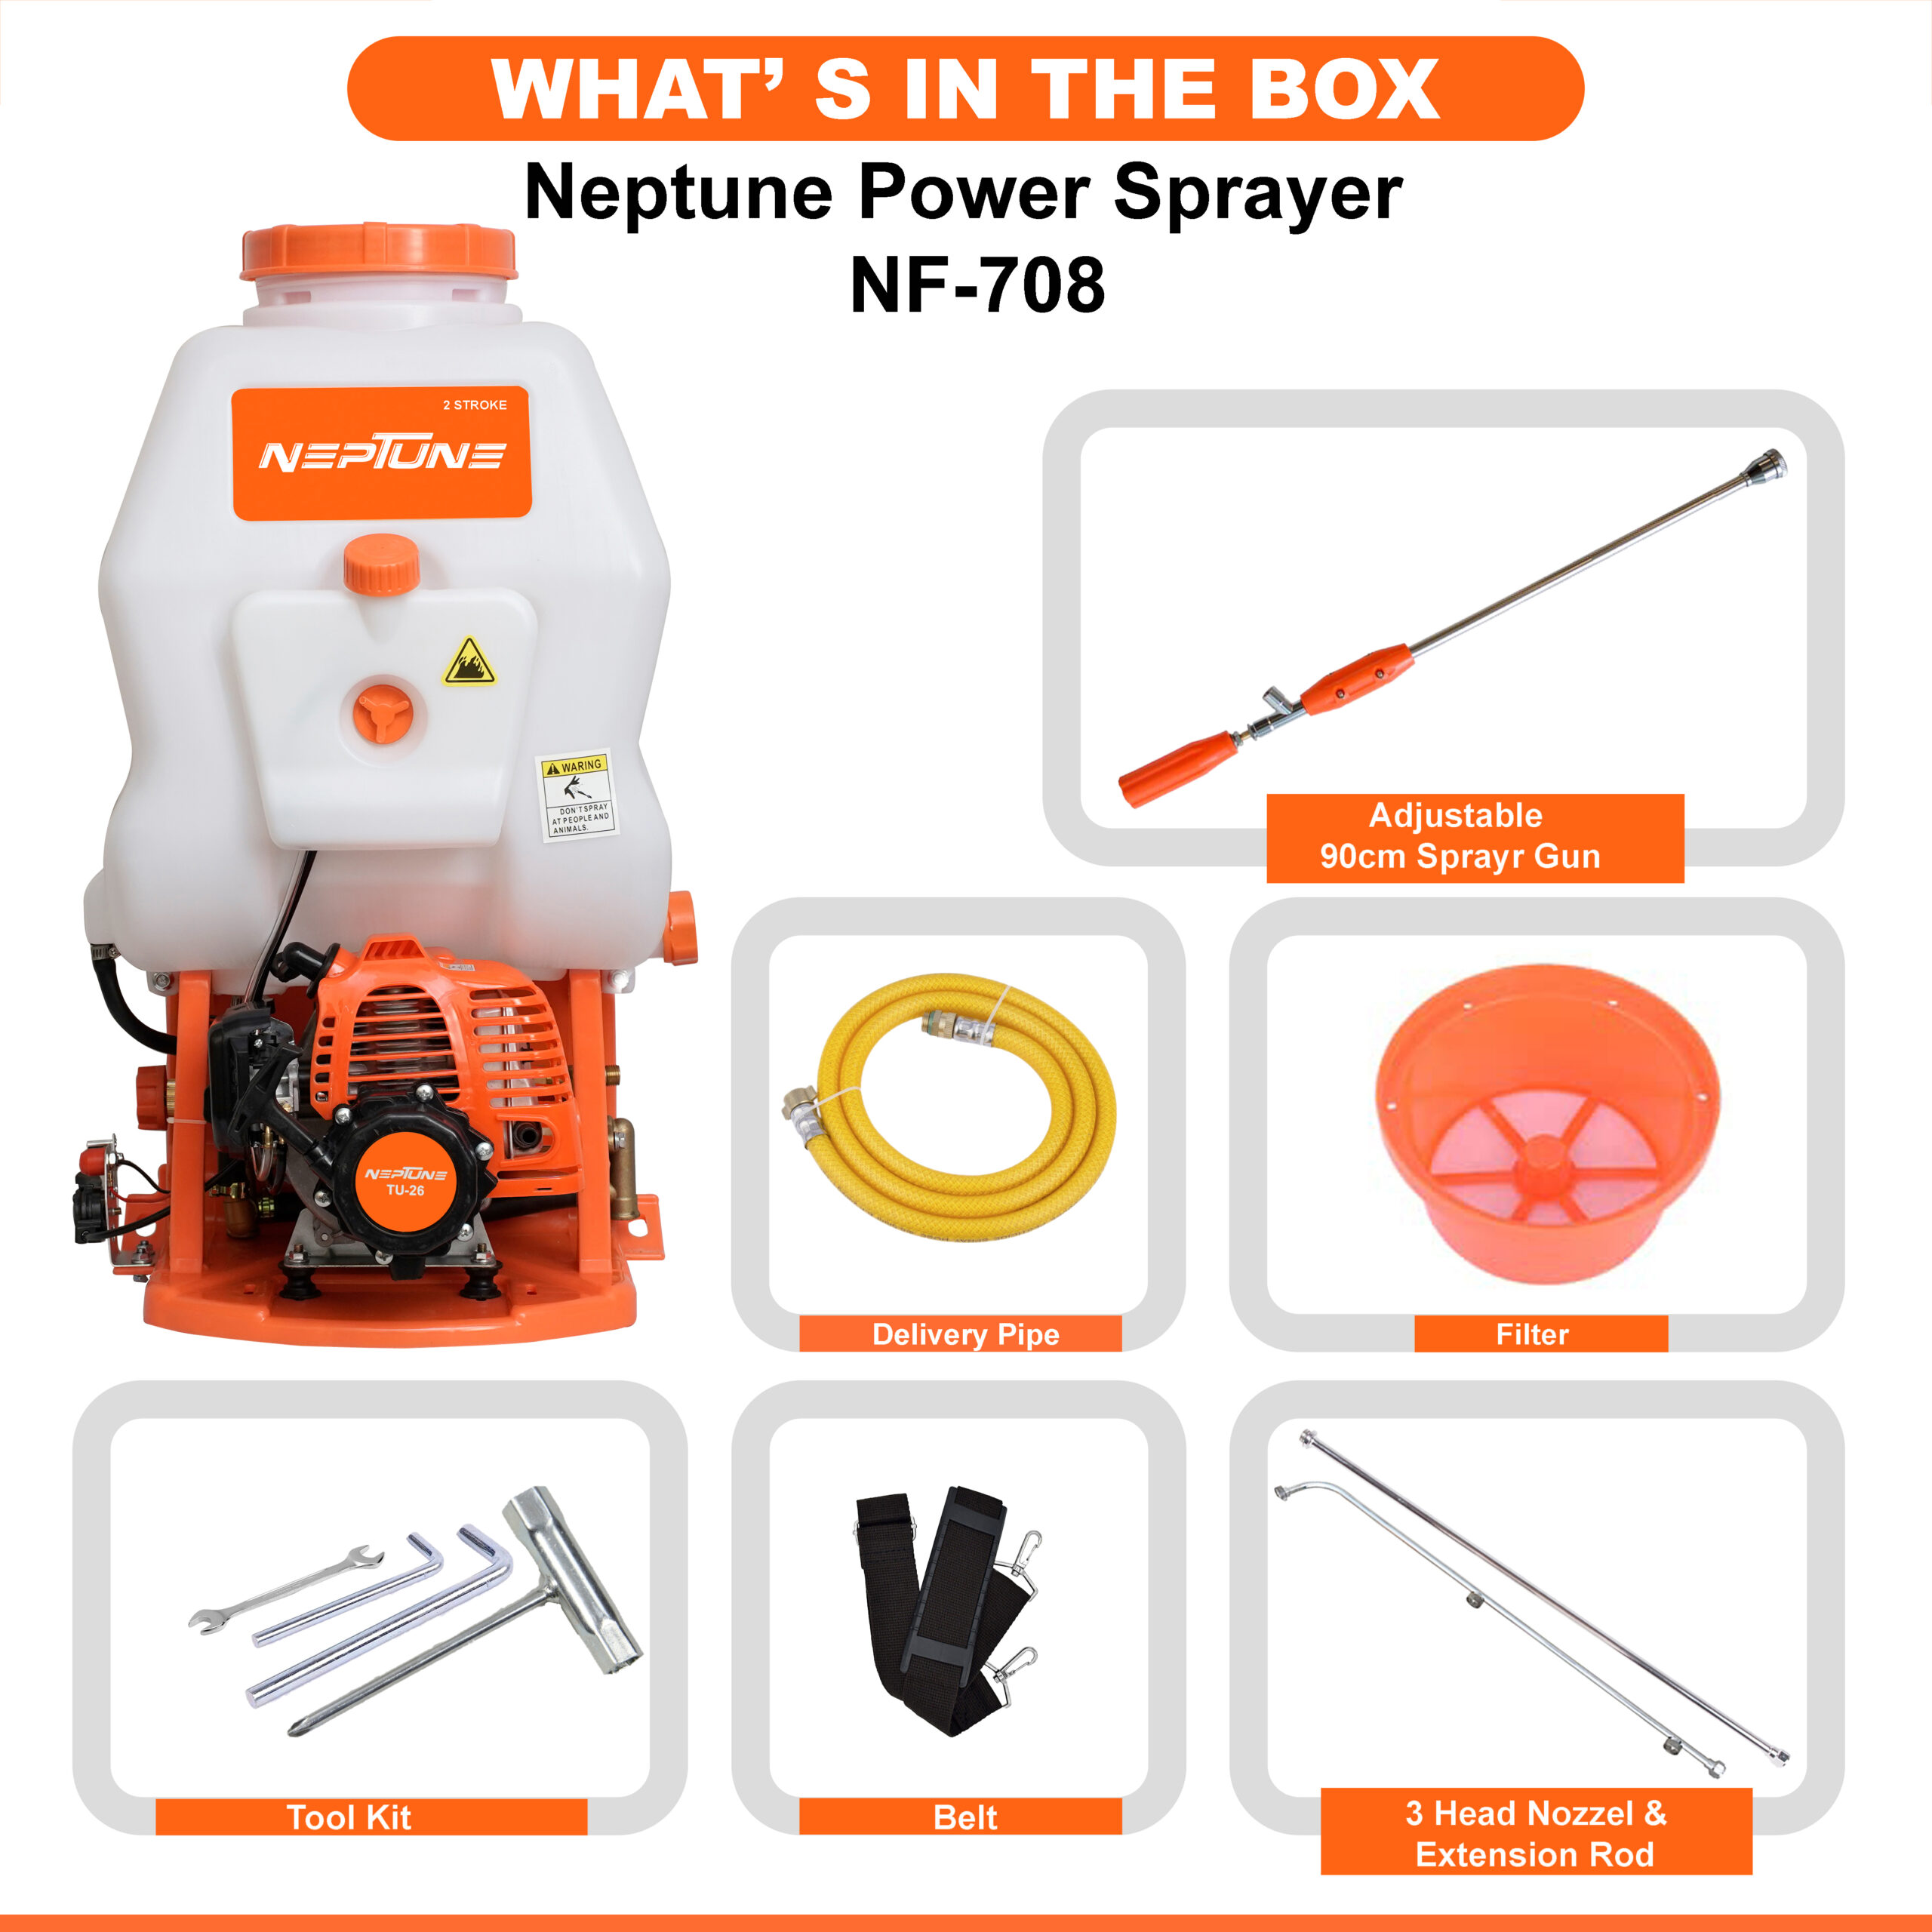 WHAT’ S IN THE BOX
Neptune Power Sprayer
NF-708
2 STROKE
NEPTUNE
WARING
DON'T SPRAY
AT PEOPLE AND
ANIMALS.
NEPTUNE
TU-26
Adjustable
90cm Sprayr Gun
Delivery Pipe
Filter
Tool Kit
Belt
3 Head Nozzel &
Extension Rod